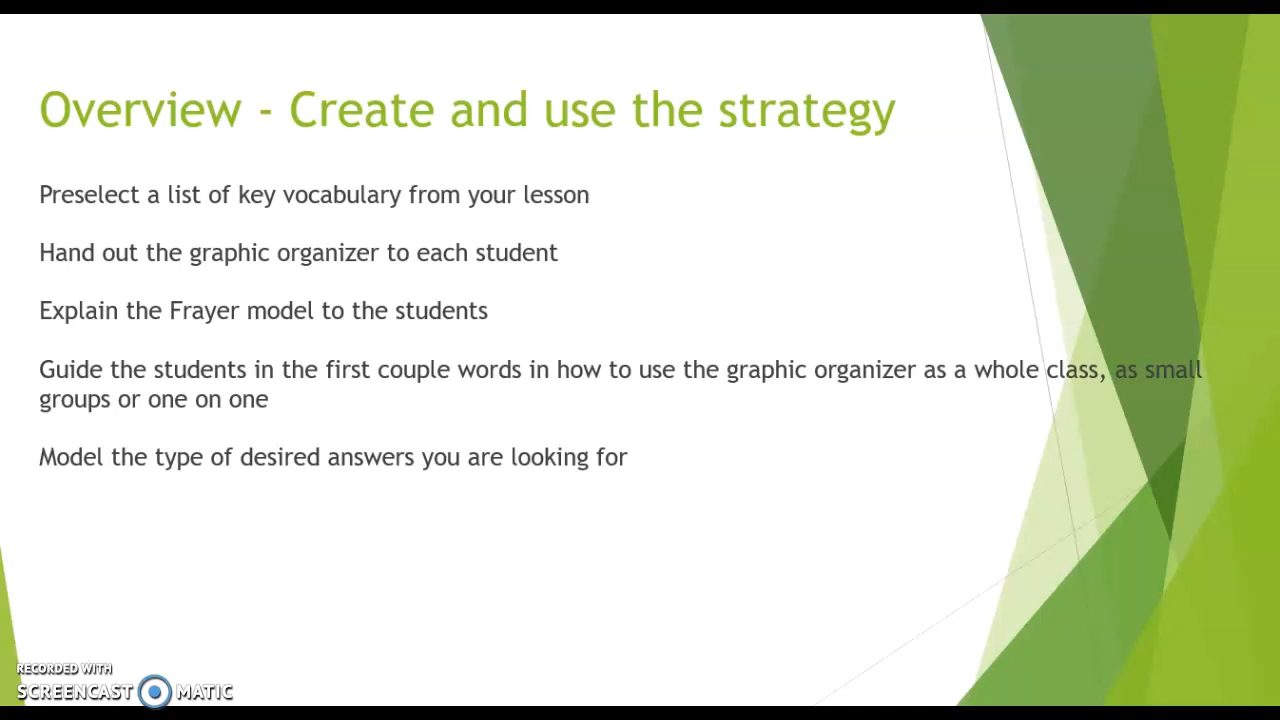 Overview - Create and use the strategy
Preselect a list of key vocabulary from your lesson
Hand out the graphic organizer to each student
Explain the Frayer model to the students
Guide the students in the first couple words in how to use the graphic organizer as a whole class, as small
groups or one on one
Model the type of desired answers you are looking for
RECORDED WITH
SCREENCAST MATIC